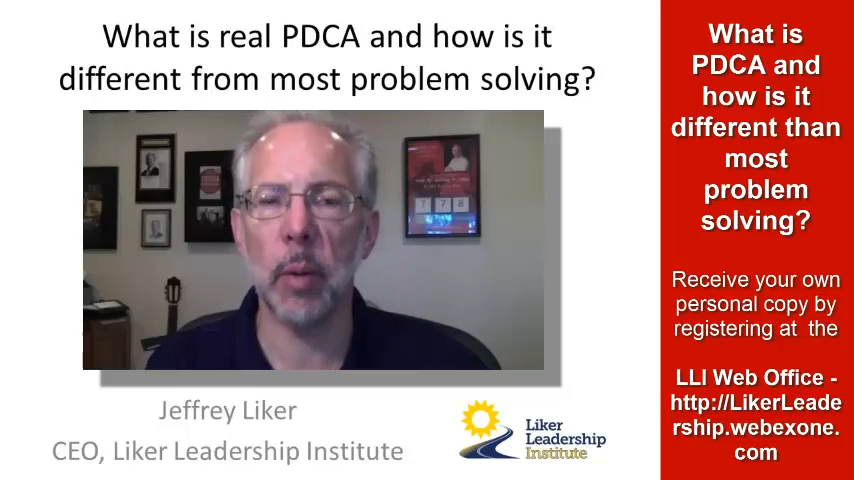 What is real PDCA and how is it
different from most problem solving?
7 7 8
Jeffrey Liker
CEO, Liker Leadership Institute
Liker
Leadership
Institute
What is
PDCA and
how is it
different than
most
problem
solving?
Receive your own
personal copy by
registering at the
LLI Web Office -
http://LikerLeade
rship.webexone.
com